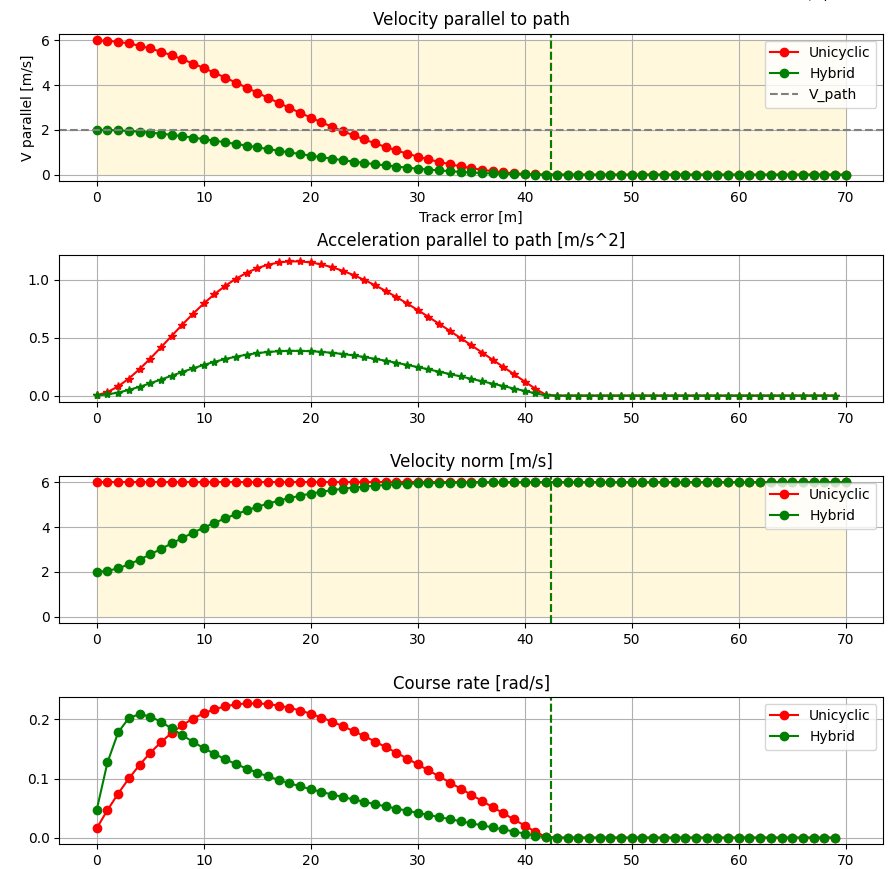 Velocity parallel to path
V parallel [m/s]
6
4
2
0
Unicyclic
Hybrid
V_path
0 10 20 30 40 50 60 70
Track error [m]
Acceleration parallel to path [m/s^2]
1.0
0.5
0.0
0 10 20 30 40 50 60 70
Velocity norm [m/s]
6
4
2
0
Unicyclic
Hybrid
0 10 20 30 40 50 60 70
Course rate [rad/s]
0.2
0.1
0.0
Unicyclic
Hybrid
0 10 20 30 40 50 60 70